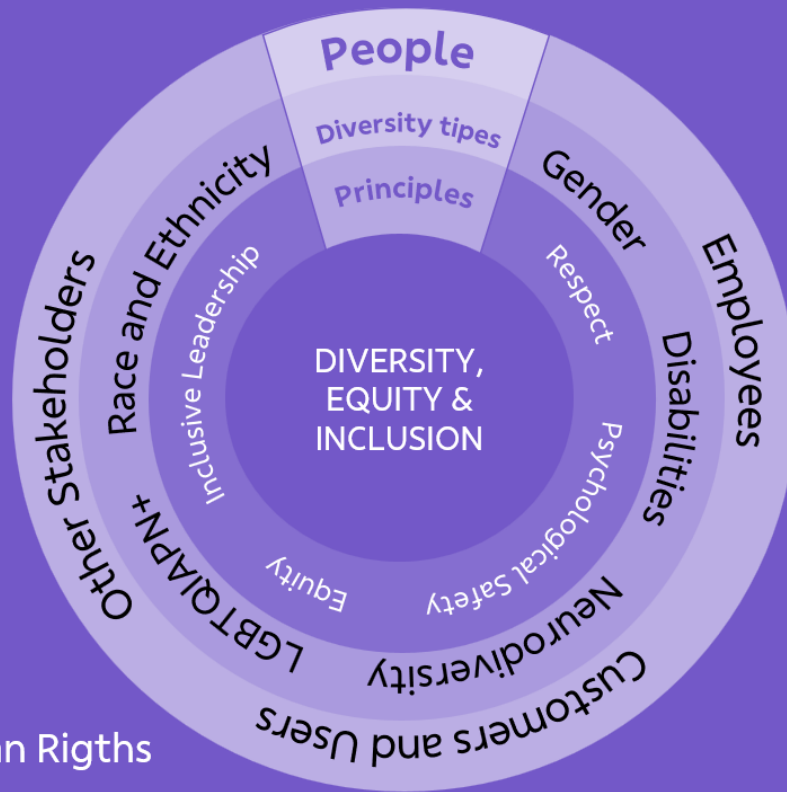 People
Diversity tipes
Principles
DIVERSITY,
EQUITY &
INCLUSION
Respect
Psychological Safety
Equity
Inclusive Leadership
Gender
Disabilities
Neurodiversity
LGBTQIAPN+
Race and Ethnicity
Employees
Customers and Users
Other Stakeholders
Rigths